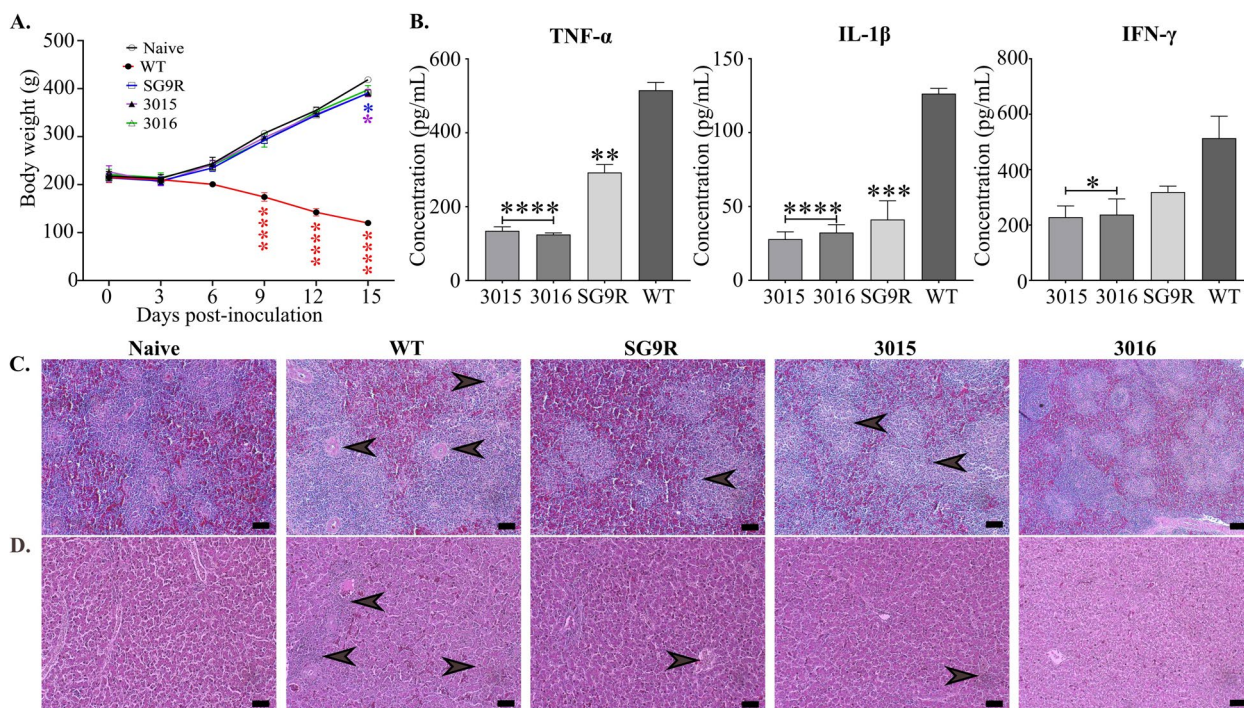 A.
Body weight (g)
500
400
300
200
100
0
Naive
WT
SG9R
3015
3016
*
*
****
****
****
0 3 6 9 12 15
Days post-inoculation
B.
TNF-α
Concentration (pg/mL)
600
400
200
0
****
**
3015 3016 SG9R WT
IL-1β
Concentration (pg/mL)
150
100
50
0
****
***
3015 3016 SG9R WT
IFN-γ
Concentration (pg/mL)
800
600
400
200
0
*
3015 3016 SG9R WT
Naive WT SG9R 3015 3016
C.
D.